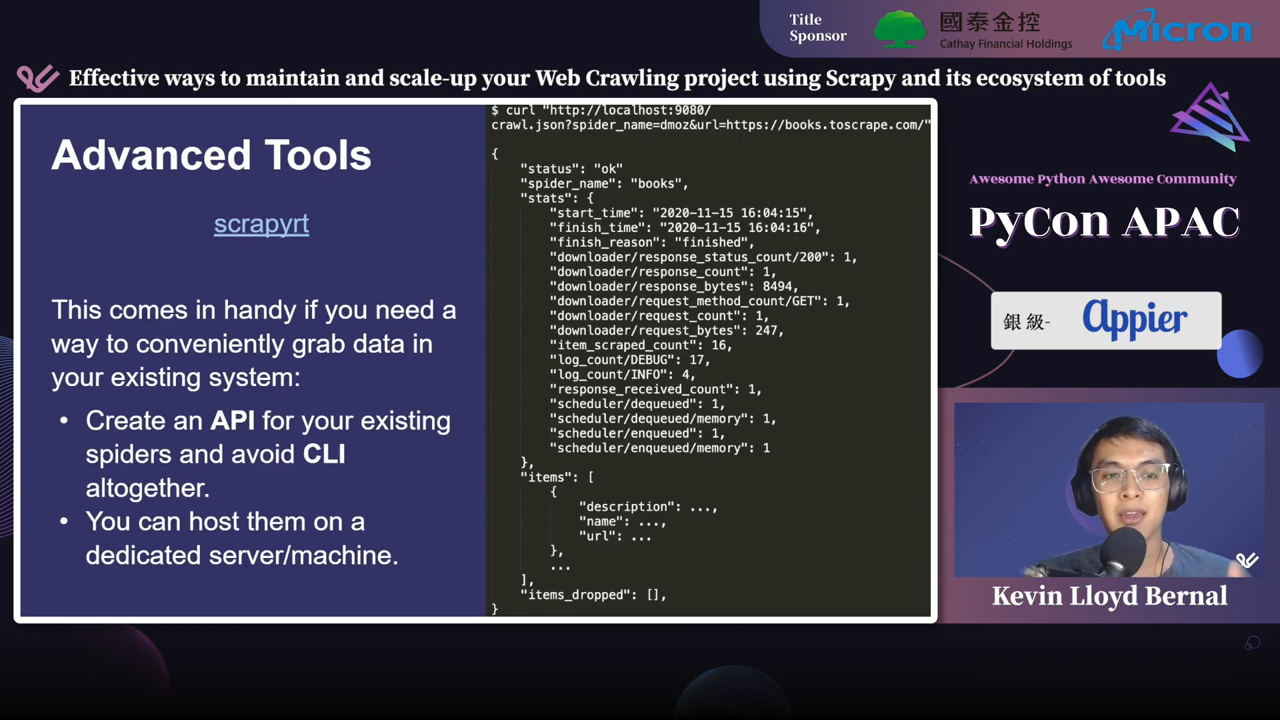 Title
Sponsor
國泰金控
Cathay Financial Holdings
Micron
Effective ways to maintain and scale-up your Web Crawling project using Scrapy and its ecosystem of tools
Advanced Tools
scrapyrt
This comes in handy if you need a
way to conveniently grab data in
your existing system:
• Create an API for your existing
spiders and avoid CLI
altogether.
• You can host them on a
dedicated server/machine.
$ curl "http://localhost:9080/
crawl.json?spider_name=dmoz&url=https://books.toscrape.com/"
{
"status": "ok"
"spider_name": "books",
"stats": {
"start_time": "2020-11-15 16:04:15",
"finish_time": "2020-11-15 16:04:16",
"finish_reason": "finished",
"downloader/response_status_count/200": 1,
"downloader/response_count": 1,
"downloader/response_bytes": 8494,
"downloader/request_method_count/GET": 1,
"downloader/request_count": 1,
"downloader/request_bytes": 247,
"item_scraped_count": 16,
"log_count/DEBUG": 17,
"log_count/INFO": 4,
"response_received_count": 1,
"scheduler/dequeued": 1,
"scheduler/dequeued/memory": 1,
"scheduler/enqueued": 1,
"scheduler/enqueued/memory": 1
},
"items": [
{
"description": ...,
"name": ...,
"url": ...
},
...
],
"items_dropped": [],
}
Awesome Python Awesome Community
PyCon APAC
銀級- Appier
Kevin Lloyd Bernal